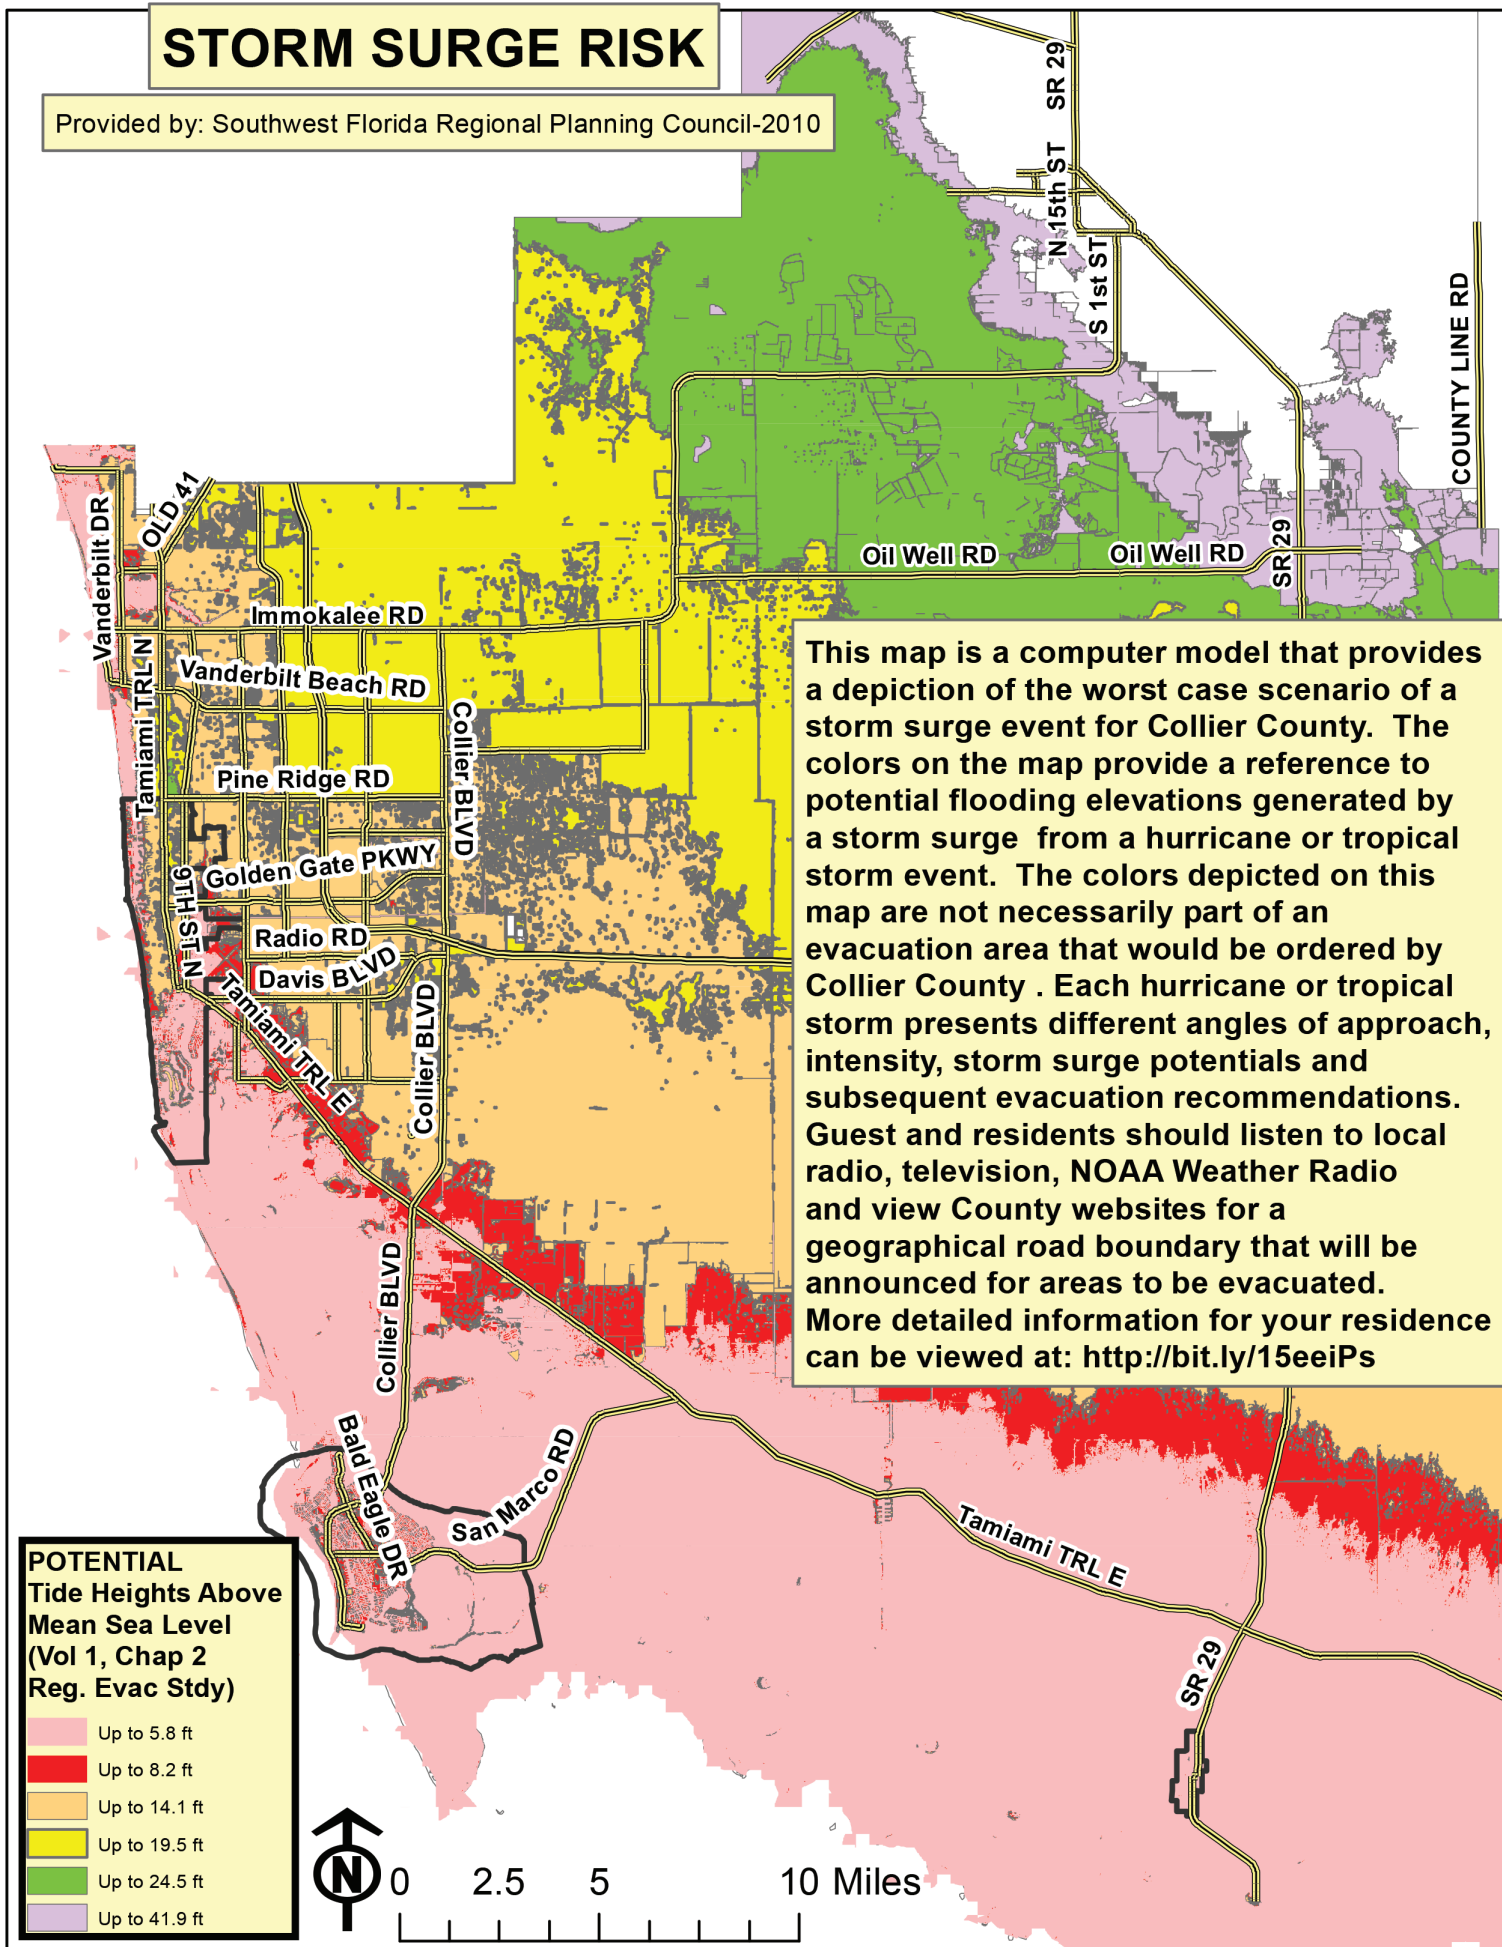 STORM SURGE RISK
Provided by: Southwest Florida Regional Planning Council-2010
SR 29
N 15th ST
S 1st ST
COUNTY LINE RD
Vanderbilt DR
OLD 41
Oil Well RD
Oil Well RD
SR 29
Immokalee RD
Tamiami TRL N
Vanderbilt Beach RD
Collier BLVD
Pine Ridge RD
Golden Gate PKWY
9TH ST N
Radio RD
Davis BLVD
Tamiami TRL E
Collier BLVD
Collier BLVD
Bald Eagle DR
San Marco RD
Tamiami TRL E
SR 29
This map is a computer model that provides
a depiction of the worst case scenario of a
storm surge event for Collier County.  The
colors on the map provide a reference to
potential flooding elevations generated by
a storm surge  from a hurricane or tropical
storm event.  The colors depicted on this
map are not necessarily part of an
evacuation area that would be ordered by
Collier County . Each hurricane or tropical
storm presents different angles of approach,
intensity, storm surge potentials and
subsequent evacuation recommendations.
Guest and residents should listen to local
radio, television, NOAA Weather Radio
and view County websites for a
geographical road boundary that will be
announced for areas to be evacuated.
More detailed information for your residence
can be viewed at: http://bit.ly/15eeiPs
POTENTIAL
Tide Heights Above
Mean Sea Level
(Vol 1, Chap 2
Reg. Evac Stdy)
Up to 5.8 ft
Up to 8.2 ft
Up to 14.1 ft
Up to 19.5 ft
Up to 24.5 ft
Up to 41.9 ft
N
0 2.5 5 10 Miles